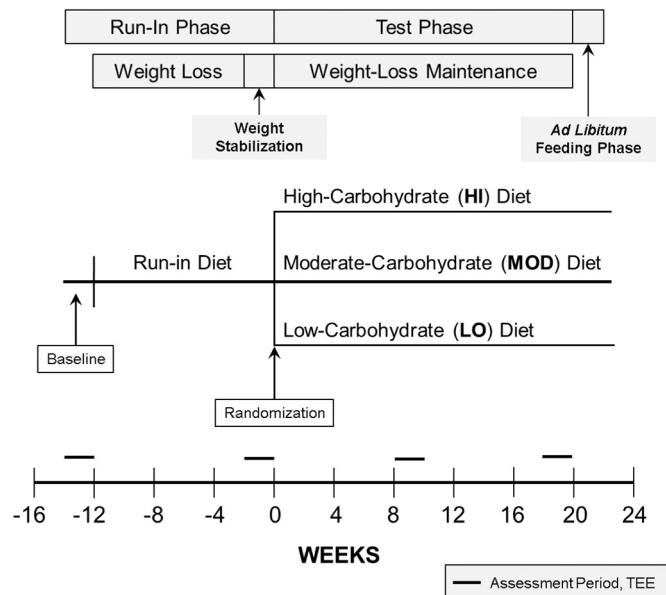 Run-In Phase
Test Phase
Weight Loss
Weight-Loss Maintenance
Weight
Stabilization
Ad Libitum
Feeding Phase
High-Carbohydrate (HI) Diet
Run-in Diet
Moderate-Carbohydrate (MOD) Diet
Low-Carbohydrate (LO) Diet
Baseline
Randomization
-16 -12 -8 -4 0 4 8 12 16 20 24
WEEKS
Assessment Period, TEE